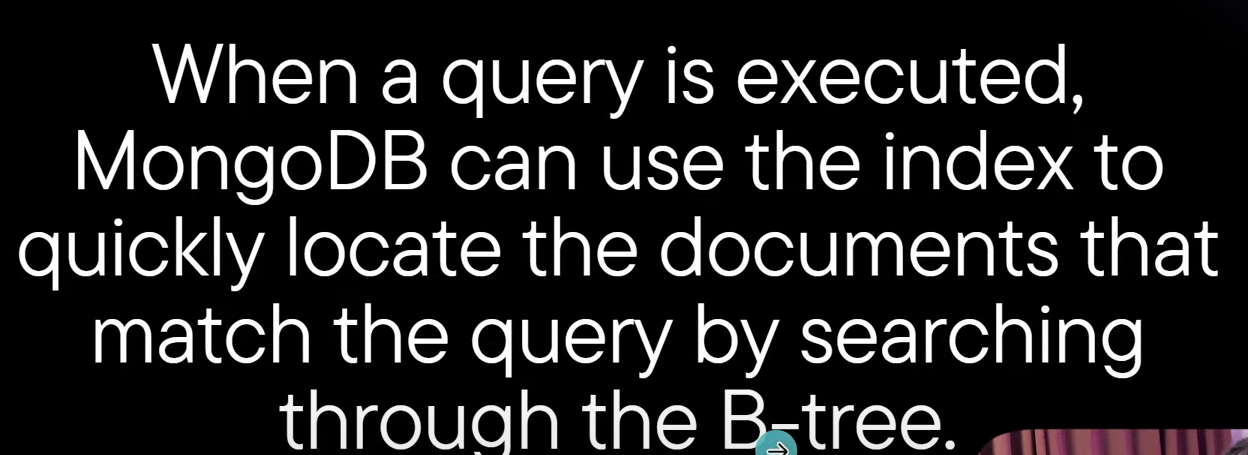 When a query is executed,
MongoDB can use the index to
quickly locate the documents that
match the query by searching
through the B-tree.